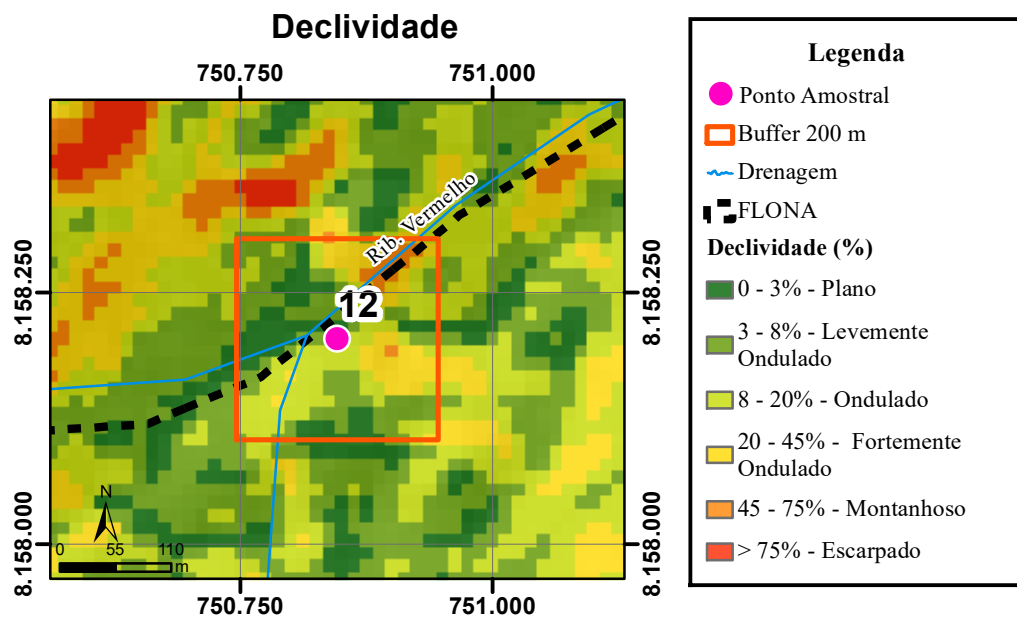 Declividade
750.750
751.000
8.158.250
8.158.250
Rib. Vermelho
12
N
0
55
110
m
8.158.000
8.158.000
750.750
751.000
Legenda
Ponto Amostral
Buffer 200 m
Drenagem
FLONA
Declividade (%)
0 - 3% - Plano
3 - 8% - Levemente
Ondulado
8 - 20% - Ondulado
20 - 45% - Fortemente
Ondulado
45 - 75% - Montanhoso
> 75% - Escarpado